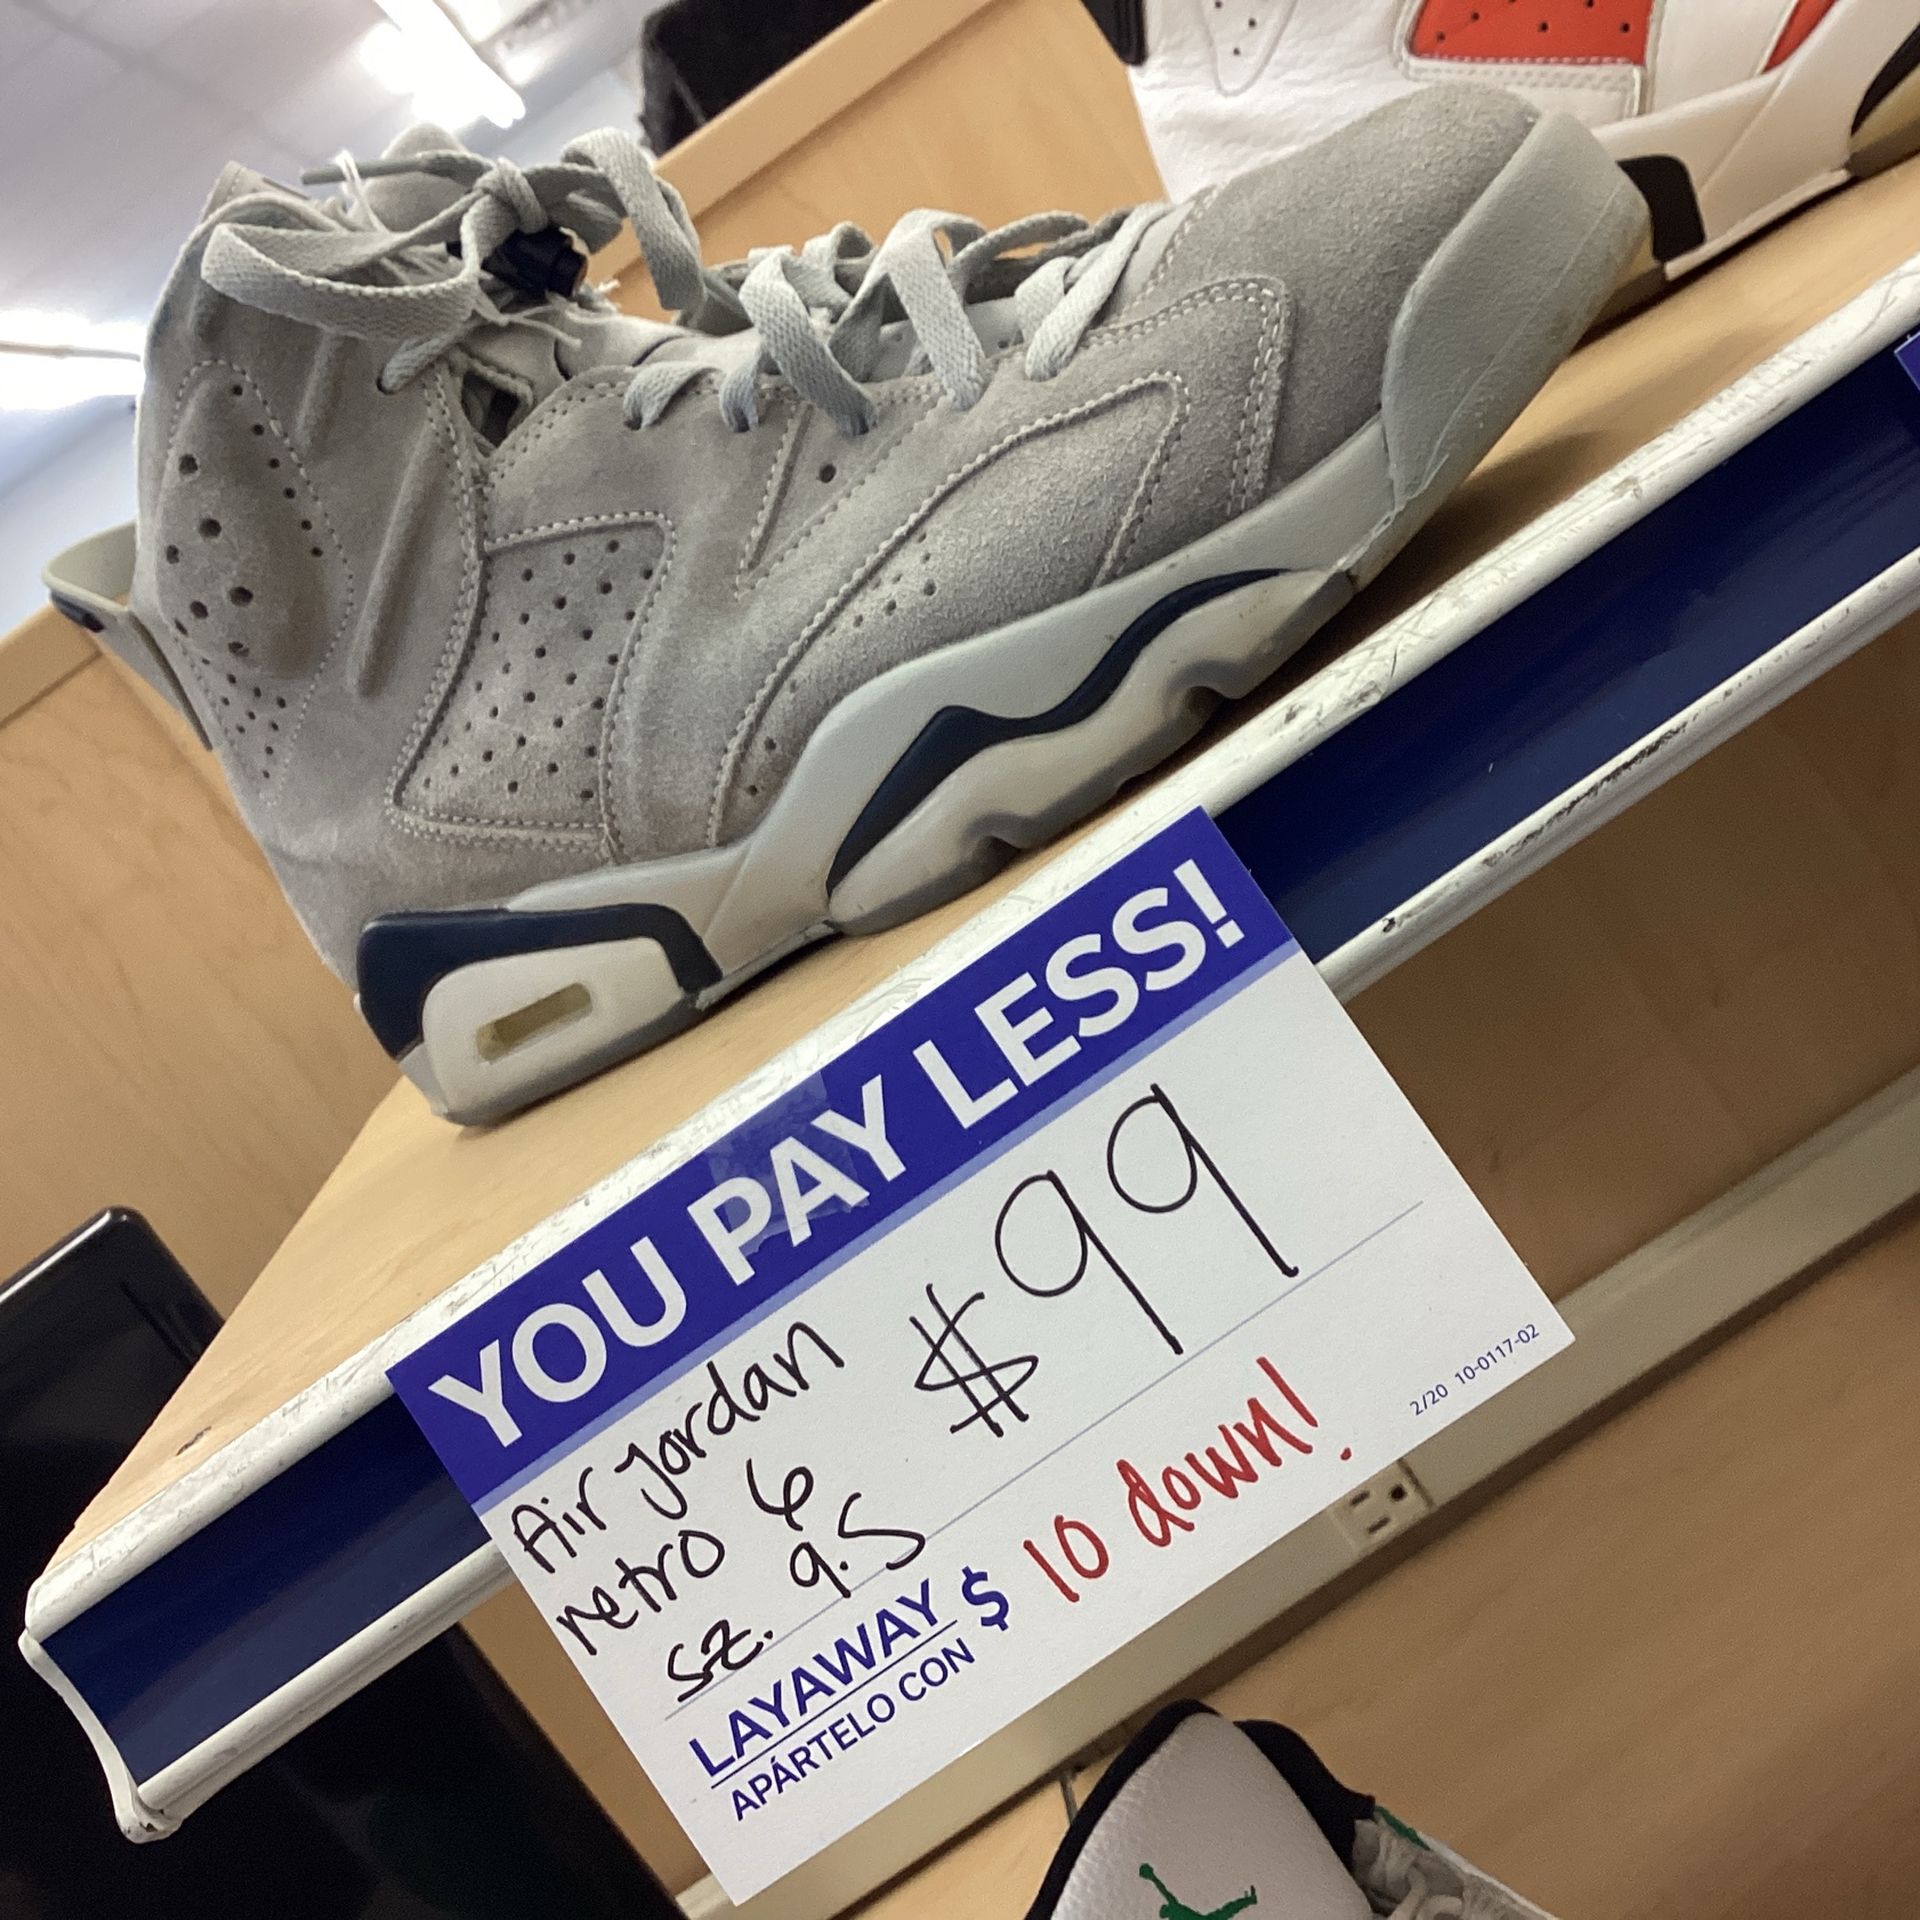 YOU PAY LESS!
Air Jordan
retro 6
sz. 9.5
$99
LAYAWAY
APÁRTELO CON
$ 10 down!
2/20 10-0117-02